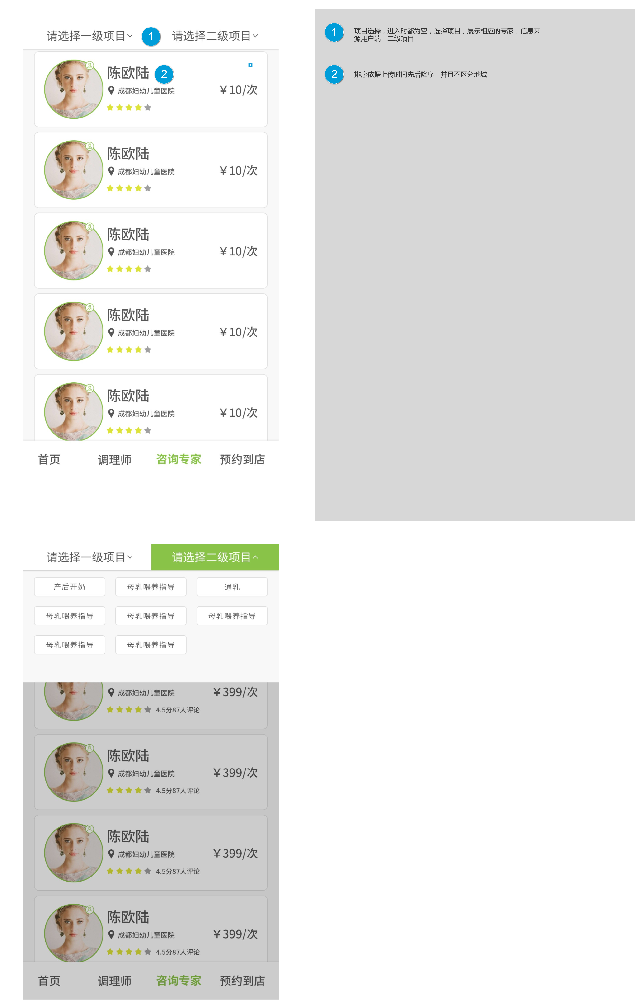 请选择一级项目
1
请选择二级项目
陈欧陆
2
1
成都妇幼儿童医院
¥10/次
陈欧陆
成都妇幼儿童医院
¥10/次
陈欧陆
成都妇幼儿童医院
¥10/次
陈欧陆
成都妇幼儿童医院
¥10/次
陈欧陆
成都妇幼儿童医院
¥10/次
首页
调理师
咨询专家
预约到店
1
项目选择，进入时都为空，选择项目，展示相应的专家，信息来
源用户端一二级项目
2
排序依据上传时间先后降序，并且不区分地域
请选择一级项目
请选择二级项目
产后开奶
母乳喂养指导
通乳
母乳喂养指导
母乳喂养指导
母乳喂养指导
母乳喂养指导
母乳喂养指导
成都妇幼儿童医院
¥399/次
4.5分87人评论
陈欧陆
成都妇幼儿童医院
¥399/次
4.5分87人评论
陈欧陆
成都妇幼儿童医院
¥399/次
4.5分87人评论
陈欧陆
成都妇幼儿童医院
¥399/次
4.5分87人评论
首页
调理师
咨询专家
预约到店